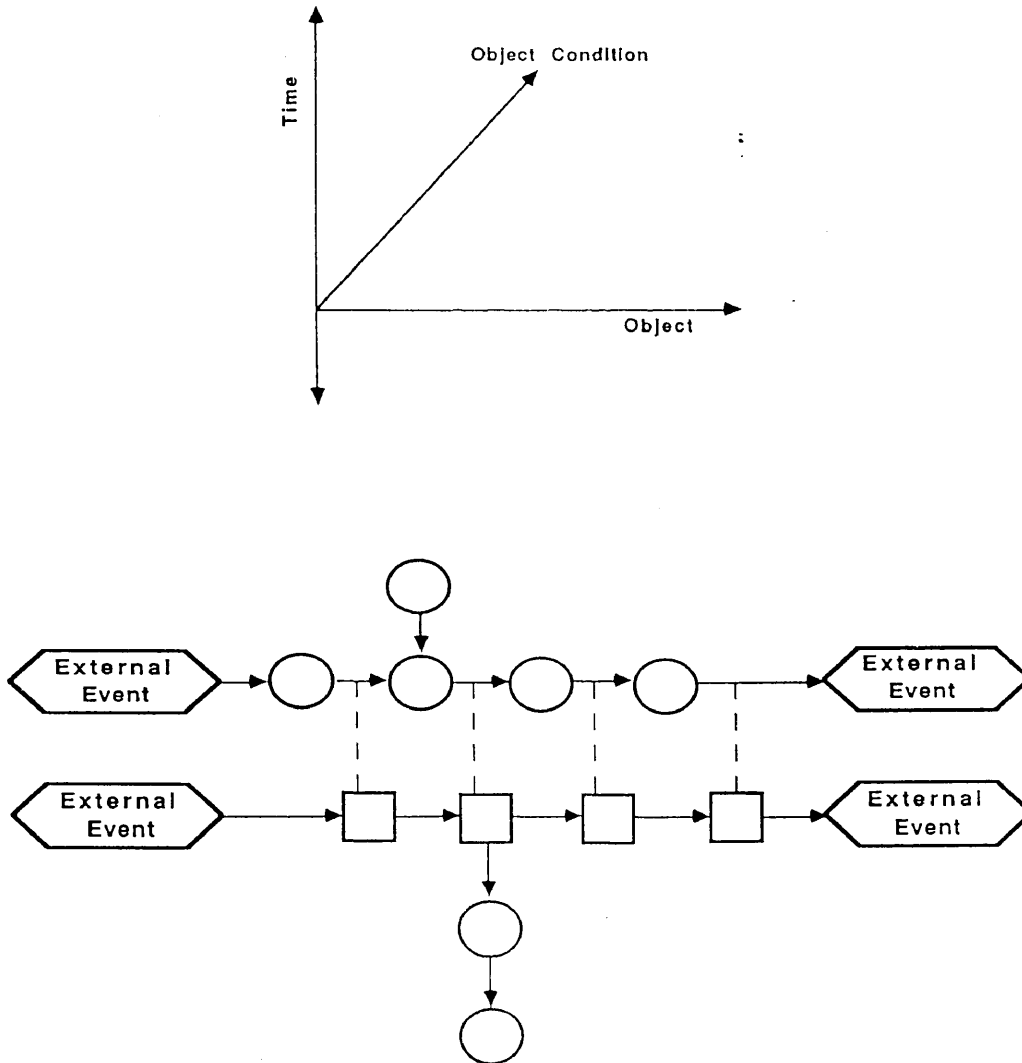 Object Condition
Time
Object
External
Event
External
Event
External
Event
External
Event